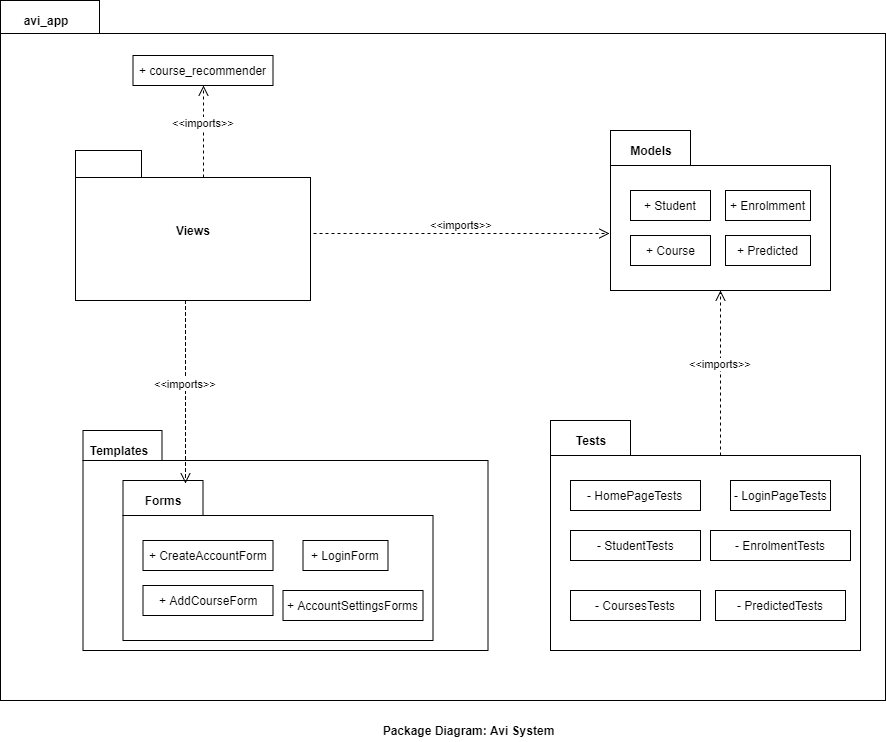 avi_app
+ course_recommender
<<imports>>
Models
+ Student
+ Enrolmment
Views
<<imports>>
+ Course
+ Predicted
<<imports>>
<<imports>>
Templates
Tests
Forms
- HomePageTests
- LoginPageTests
+ CreateAccountForm
+ LoginForm
- StudentTests
- EnrolmentTests
+ AddCourseForm
+ AccountSettingsForms
- CoursesTests
- PredictedTests
Package Diagram: Avi System